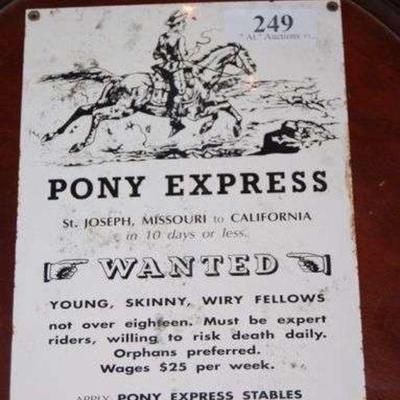 249
" AL" Auctions
PONY EXPRESS
St. JOSEPH, MISSOURI to CALIFORNIA
in 10 days or less.
WANTED
YOUNG, SKINNY, WIRY FELLOWS
not over eighteen. Must be expert
riders, willing to risk death daily.
Orphans preferred.
Wages $25 per week.
APPLY PONY EXPRESS STABLES